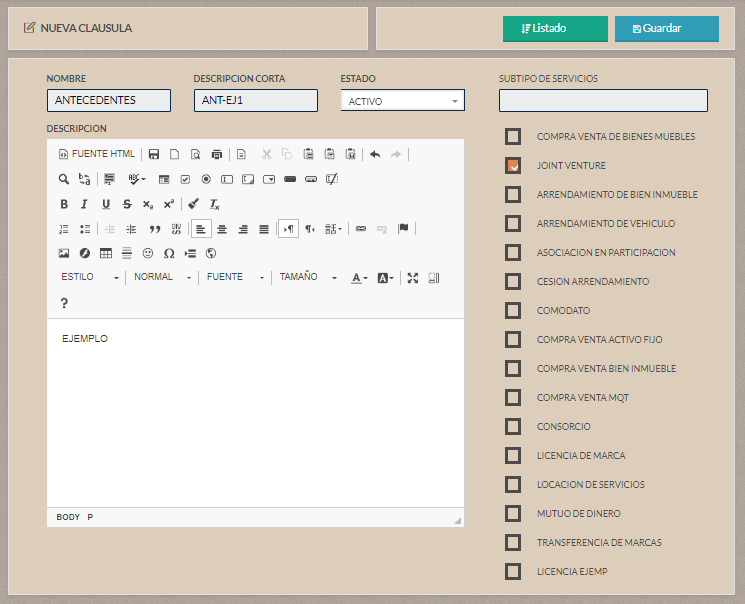 NUEVA CLAUSULA
Listado
Guardar
NOMBRE
DESCRIPCION CORTA
ESTADO
SUBTIPO DE SERVICIOS
ANTECEDENTES
ANT-EJ1
ACTIVO
DESCRIPCION
FUENTE HTML
ESTILO
NORMAL
FUENTE
TAMAÑO
?
EJEMPLO
BODY P
COMPRA VENTA DE BIENES MUEBLES
JOINT VENTURE
ARRENDAMIENTO DE BIEN INMUEBLE
ARRENDAMIENTO DE VEHICULO
ASOCIACION EN PARTICIPACION
CESION ARRENDAMIENTO
COMODATO
COMPRA VENTA ACTIVO FIJO
COMPRA VENTA BIEN INMUEBLE
COMPRA VENTA MQT
CONSORCIO
LICENCIA DE MARCA
LOCACION DE SERVICIOS
MUTUO DE DINERO
TRANSFERENCIA DE MARCAS
LICENCIA EJEMP